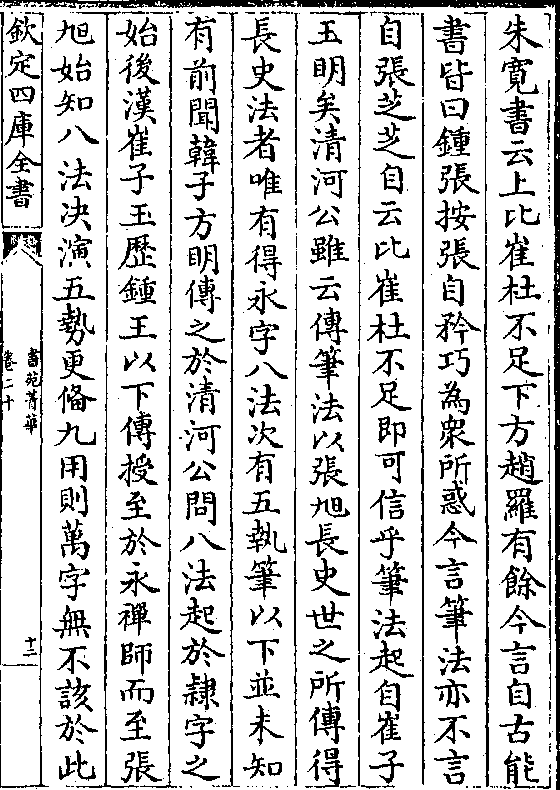 朱寛書云上比崔杜不足下方趙羅有餘今言自古能
書皆曰鍾張按張自矜巧為衆所惑今言筆法亦不言
自張芝芝自云比崔杜不足即可信乎筆法起自崔子
玉明矣清河公雖云傳筆法以張旭長史世之所傳得
長史法者唯有得永字八法次有五執筆以下並未知
有前聞韓子方明傳之於清河公問八法起於隸字之
始後漢崔子玉歴鍾王以下傳授至於永禪師而至張
旭始知八法决演五勢更俻九用則萬字無不該於此
欽定四庫全書
書苑菁華
卷二十
十三